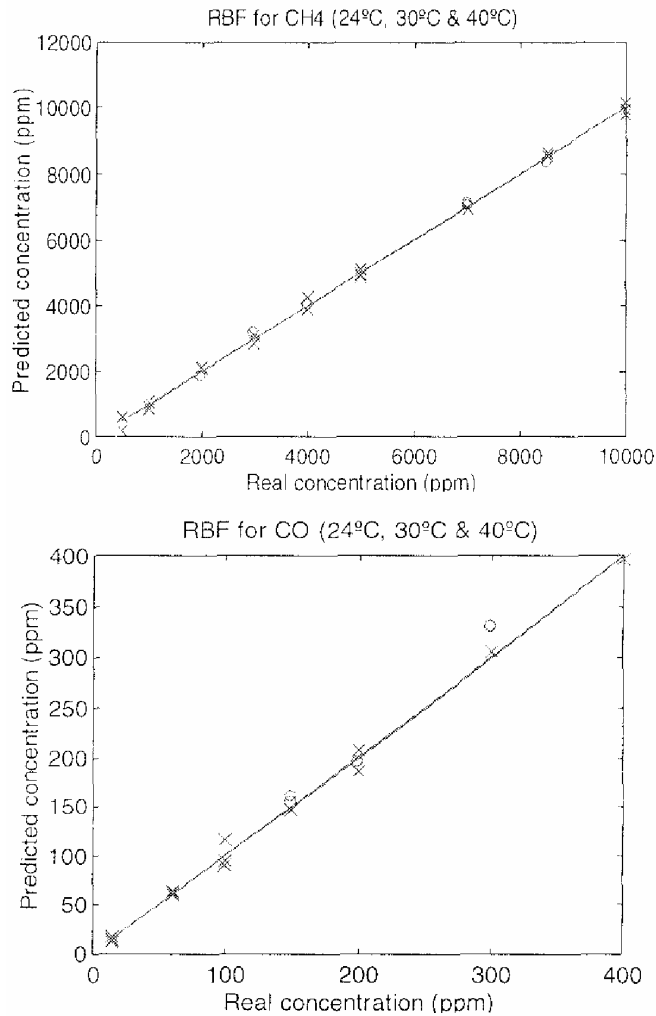 RBF for CH4 (24ºC, 30ºC & 40ºC)
12000
10000
8000
6000
4000
2000
0
Predicted concentration (ppm)
0 2000 4000 6000 8000 10000
Real concentration (ppm)
RBF for CO (24ºC, 30ºC & 40ºC)
400
350
300
250
200
150
100
50
0
Predicted concentration (ppm)
0 100 200 300 400
Real concentration (ppm)